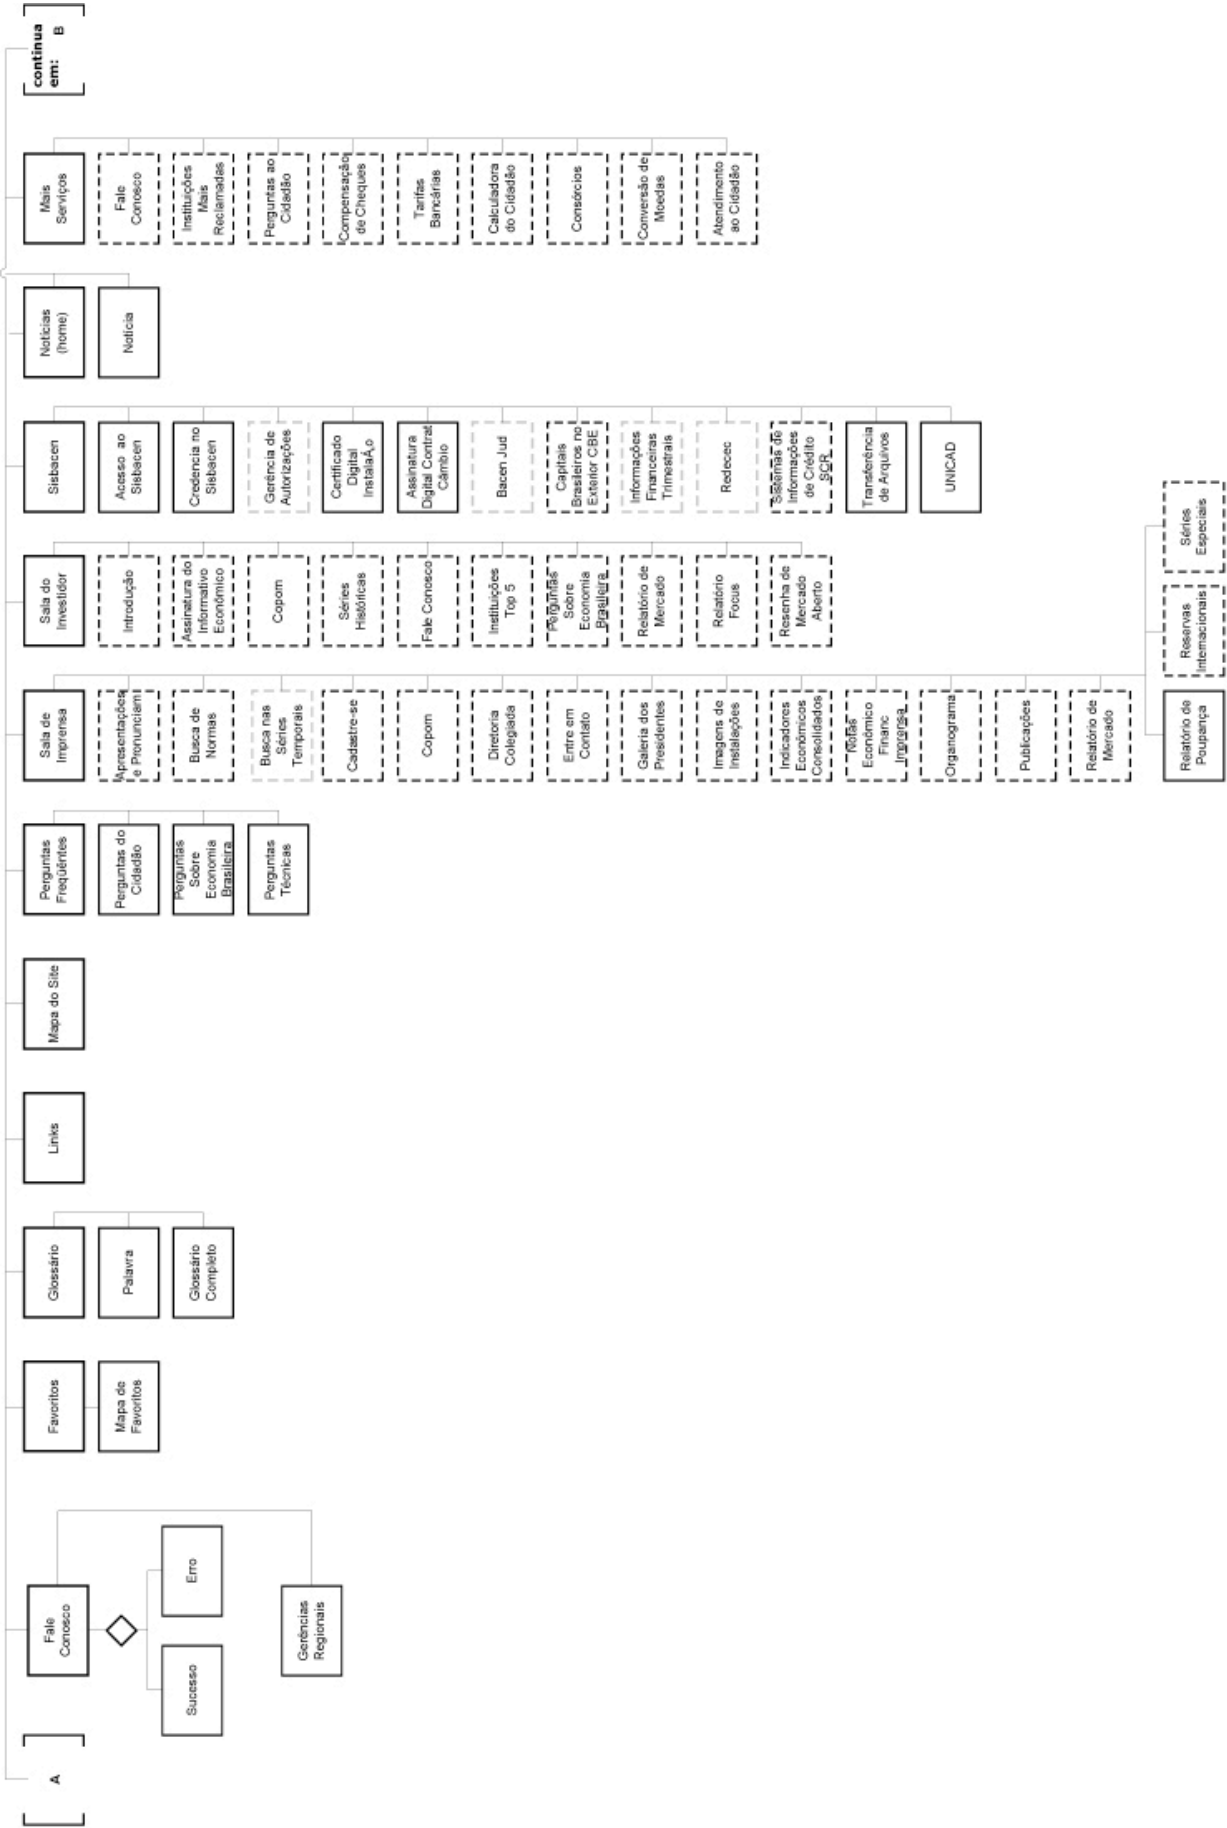 A
Fale
Conosco
Sucesso
Erro
Gerências
Regionais
Favoritos
Mapa de
Favoritos
Glossário
Palavra
Glossário
Completo
Links
Mapa do Site
Perguntas
Freqüêntes
Perguntas do
Cidadão
Perguntas
Sobre
Economia
Brasileira
Perguntas
Técnicas
Sala de
Imprensa
Apresentações
e Pronunciam
Busca de
Normas
Busca nas
Séries
Temporais
Cadastre-se
Copom
Diretoria
Colegiada
Entre em
Contato
Galeria dos
Presidentes
Imagens de
Instalações
Indicadores
Econômicos
Consolidados
Notas
Econômico
Financ
Imprensa
Organograma
Publicações
Relatório de
Mercado
Relatório de
Poupança
Reservas
Internacionais
Séries
Especiais
Sala do
Investidor
Introdução
Assinatura do
Informativo
Econômico
Copom
Séries
Históricas
Fale Conosco
Instituições
Top 5
Perguntas
Sobre
Economia
Brasileira
Relatório de
Mercado
Relatório
Focus
Resenha de
Mercado
Aberto
Sisbacen
Acesso ao
Sisbacen
Credencia no
Sisbacen
Gerência de
Autorizações
Certificado
Digital
InstalaÃ,o
Assinatura
Digital Contrat
Câmbio
Bacen Jud
Capitais
Brasileiros no
Exterior CBE
Informações
Financeiras
Trimestrais
Redecec
Sistemas de
Informações
de Crédito
SCR
Transferência
de Arquivos
UNICAD
Notícias
(home)
Notícia
Mais
Serviços
Fale
Conosco
Instituições
Mais
Reclamadas
Perguntas ao
Cidadão
Compensação
de Cheques
Tarifas
Bancárias
Calculadora
do Cidadão
Consórcios
Conversão de
Moedas
Atendimento
ao Cidadão
continua
em: B